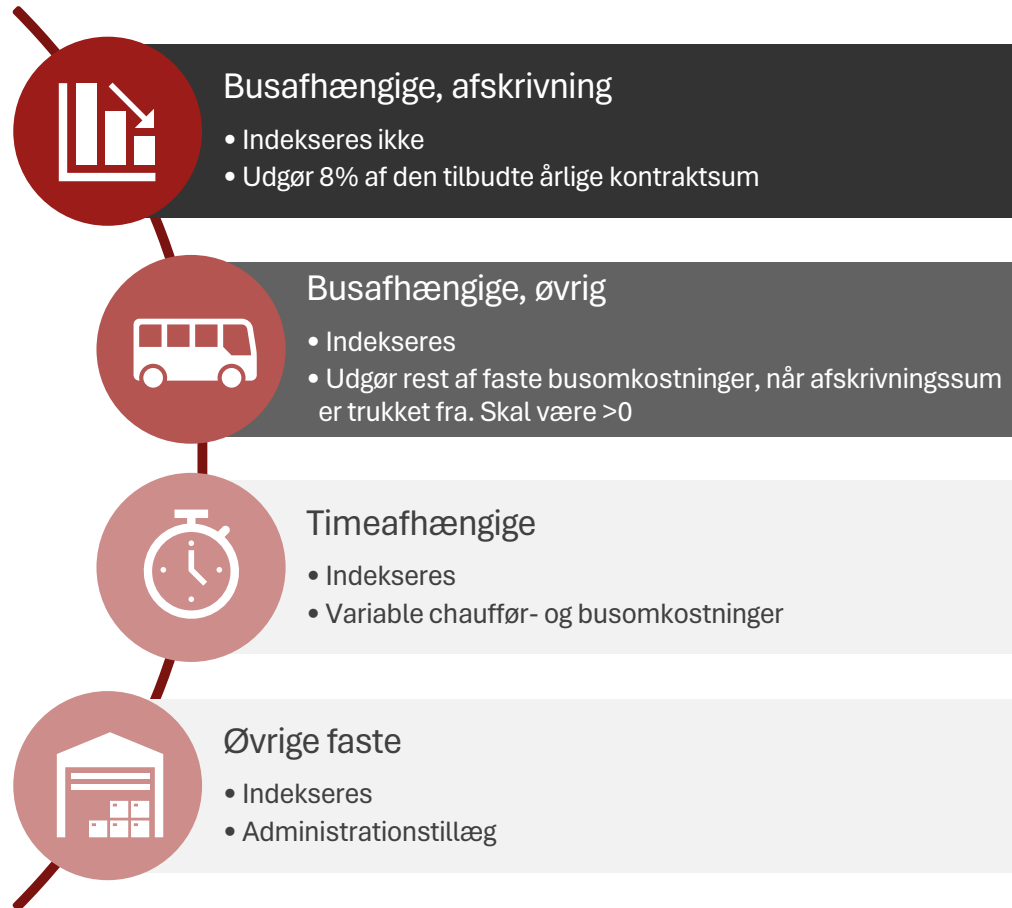 Busafhængige, afskrivning
• Indekseres ikke
• Udgør 8% af den tilbudte årlige kontraktsum
Busafhængige, øvrig
• Indekseres
• Udgør rest af faste busomkostninger, når afskrivningssum
er trukket fra. Skal være >0
Timeafhængige
• Indekseres
• Variable chauffør- og busomkostninger
Øvrige faste
• Indekseres
• Administrationstillæg